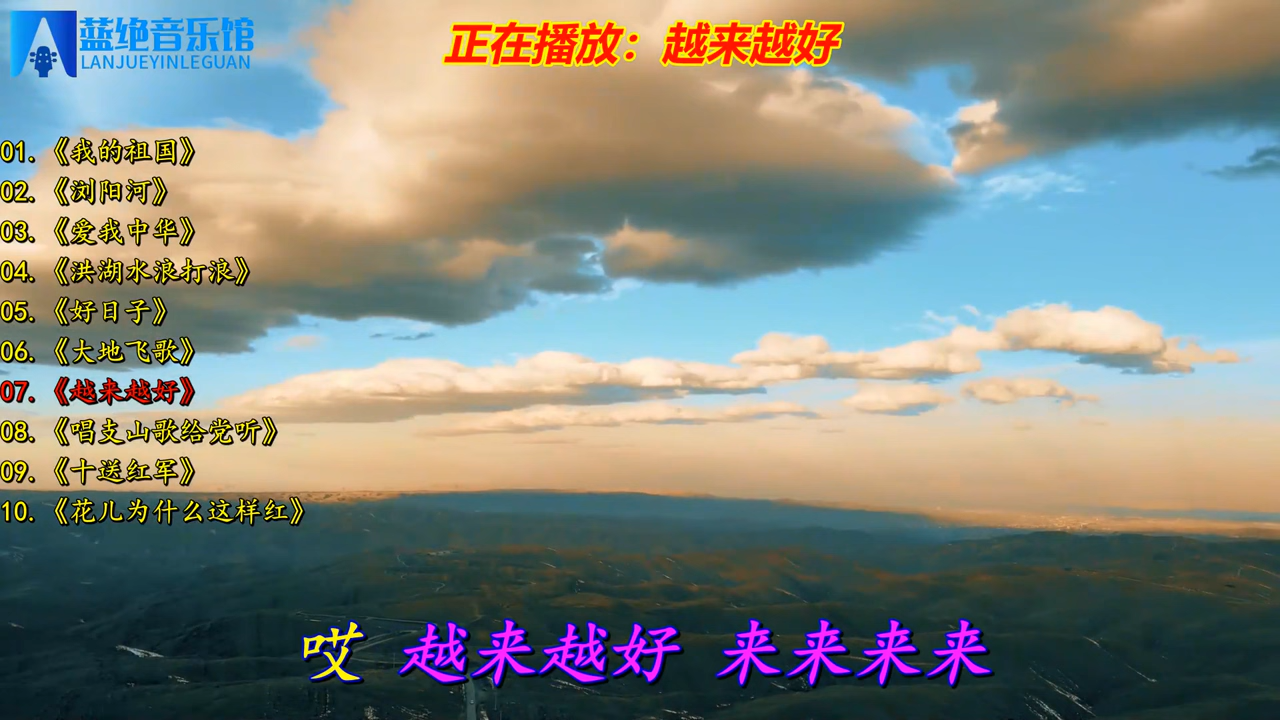 蓝绝音乐馆
LANJUEYINLEGUAN
正在播放：越来越好
01.《我的祖国》
02.《浏阳河》
03.《爱我中华》
04.《洪湖水浪打浪》
05.《好日子》
06.《大地飞歌》
07.《越来越好》
08.《唱支山歌给党听》
09.《十送红军》
10.《花儿为什么这样红》
哎 越来越好 来来来来